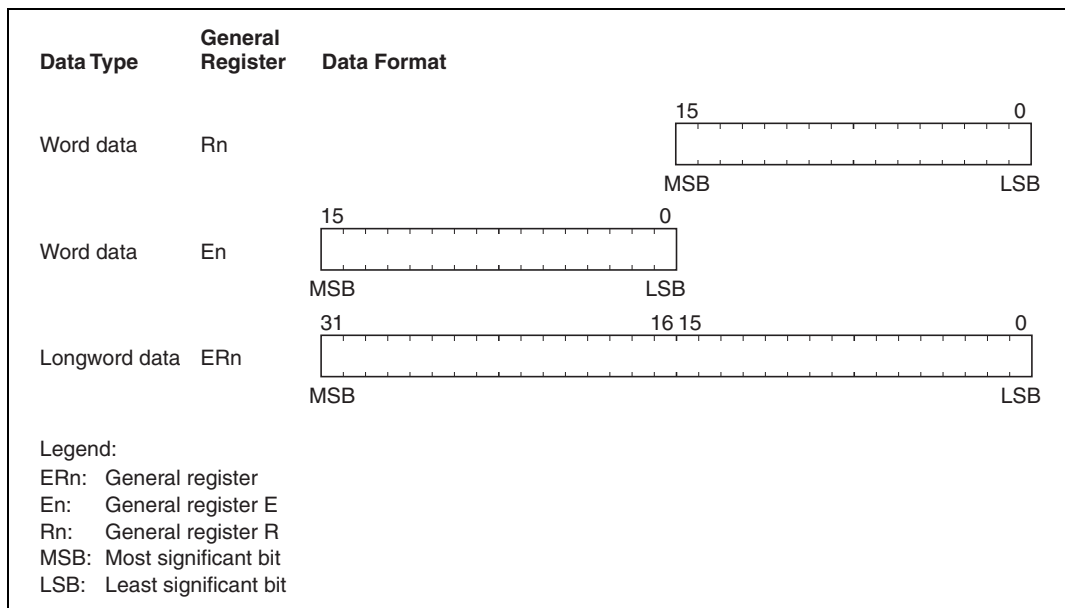 General
Data Type Register Data Format
15 0
Word data Rn
MSB LSB
15 0
Word data En
MSB LSB
31 16 15 0
Longword data ERn
MSB LSB
Legend:
ERn: General register
En: General register E
Rn: General register R
MSB: Most significant bit
LSB: Least significant bit